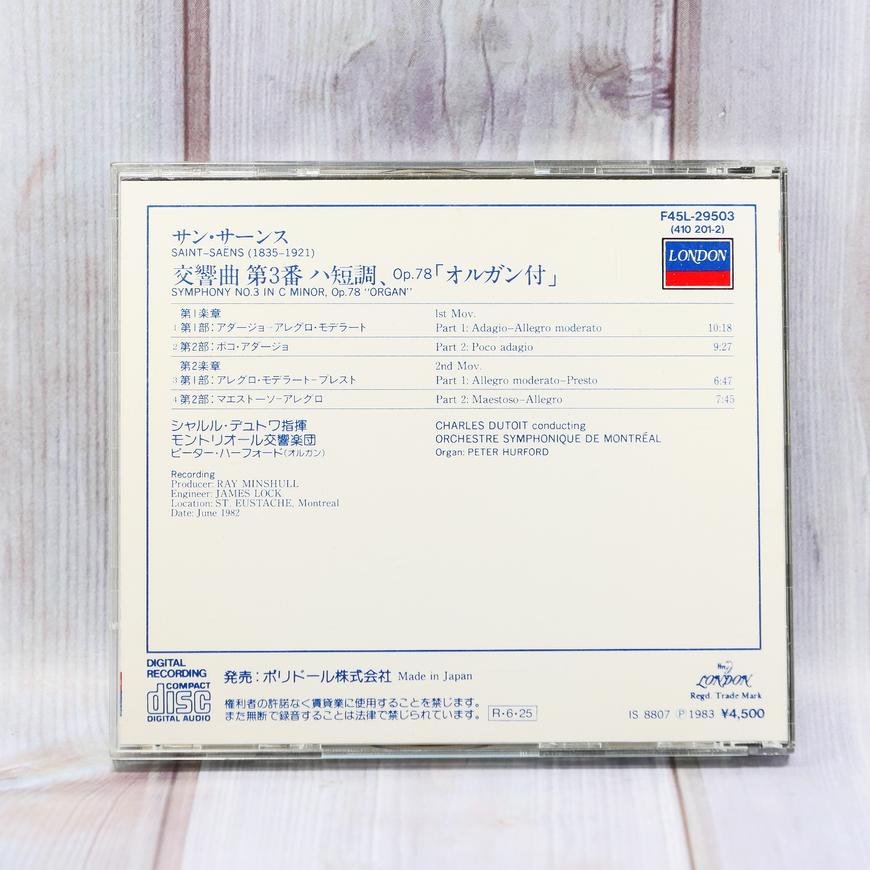 F45L-29503
(410 201-2)
LONDON
サン・サーンス
SAINT-SAËNS (1835-1921)
交響曲 第3番 ハ短調、Op.78「オルガン付」
SYMPHONY NO.3 IN C MINOR, Op.78 "ORGAN"
第1楽章 1st Mov.
1 第1部：アダージョ-アレグロ・モデラート Part 1: Adagio-Allegro moderato 10:18
2 第2部：ポコ・アダージョ Part 2: Poco adagio 9:27
第2楽章 2nd Mov.
3 第1部：アレグロ・モデラート-プレスト Part 1: Allegro moderato-Presto 6:47
4 第2部：マエストーソ-アレグロ Part 2: Maestoso-Allegro 7:45
シャルル・デュトワ指揮 CHARLES DUTOIT conducting
モントリオール交響楽団 ORCHESTRE SYMPHONIQUE DE MONTRÉAL
ピーター・ハーフォード(オルガン) Organ: PETER HURFORD
Recording
Producer: RAY MINSHULL
Engineer: JAMES LOCK
Location: ST. EUSTACHE, Montreal
Date: June 1982
DIGITAL
RECORDING
COMPACT
disc
DIGITAL AUDIO
発売：ポリドール株式会社 Made in Japan
権利者の許諾なく賃貸業に使用することを禁じます。
また無断で録音することは法律で禁じられています。 R・6・25
LONDON
Regd. Trade Mark
IS 8807 Ⓟ 1983 ¥4,500